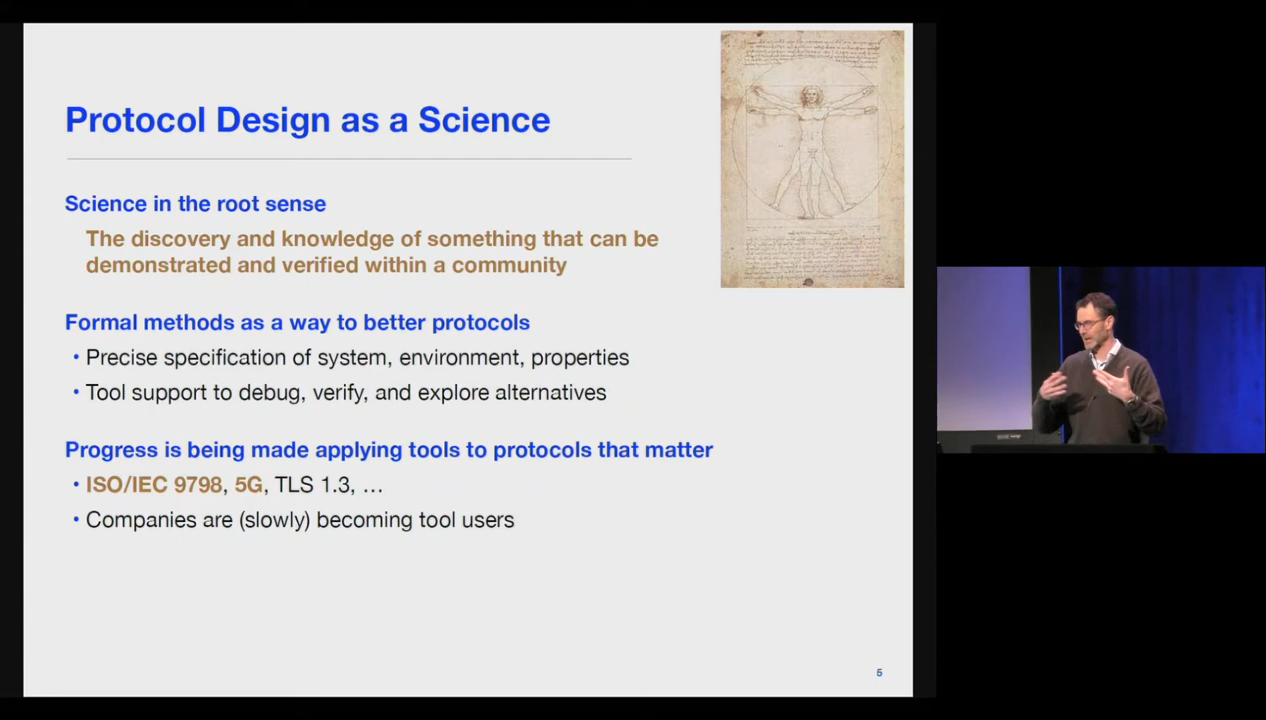 Protocol Design as a Science
Science in the root sense
The discovery and knowledge of something that can be
demonstrated and verified within a community
Formal methods as a way to better protocols
• Precise specification of system, environment, properties
• Tool support to debug, verify, and explore alternatives
Progress is being made applying tools to protocols that matter
• ISO/IEC 9798, 5G, TLS 1.3, …
• Companies are (slowly) becoming tool users
5